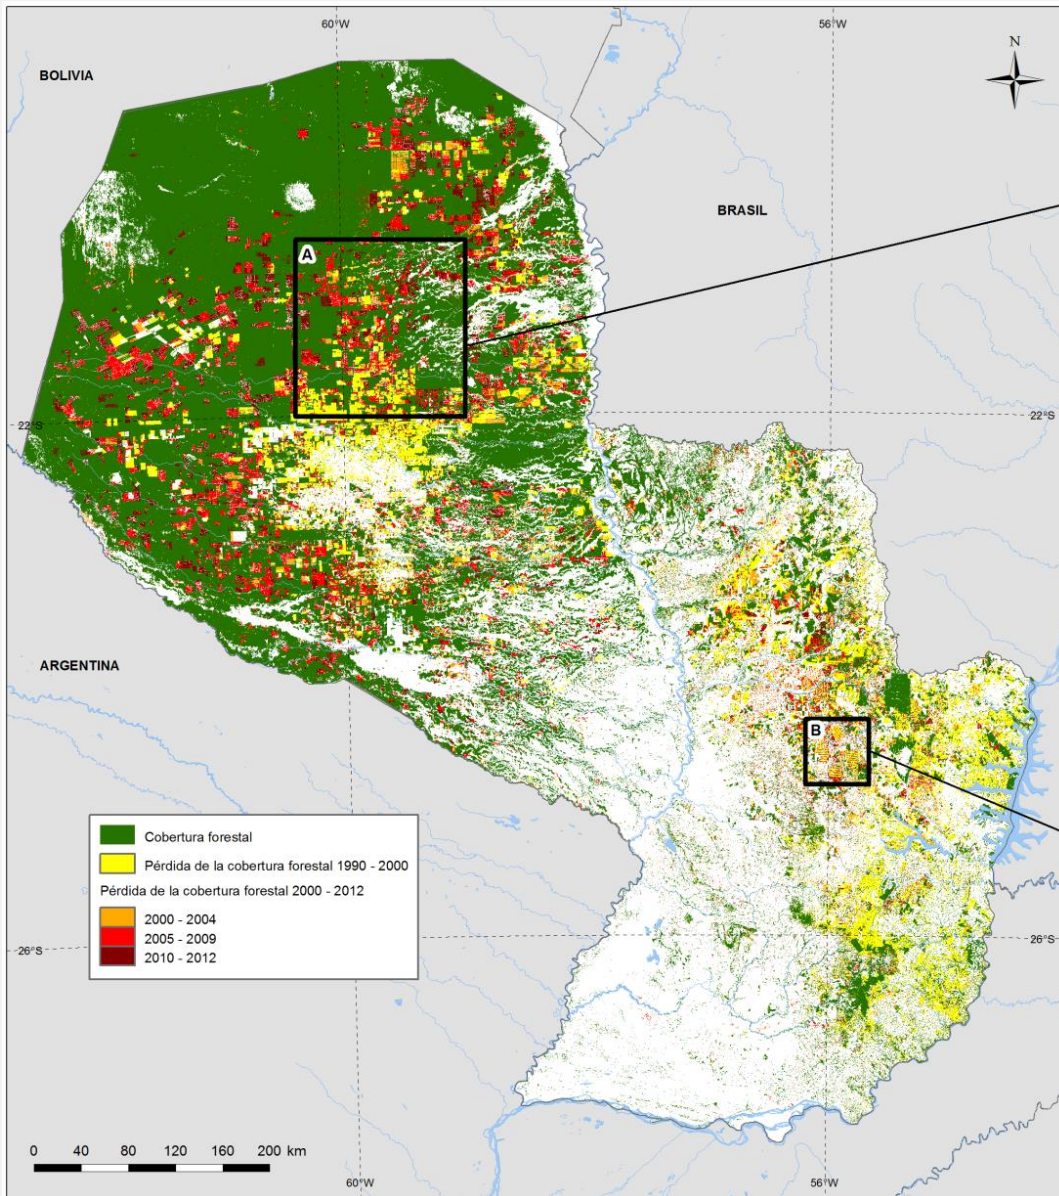 60°W
56°W
N
BOLIVIA
BRASIL
A
22°S
22°S
ARGENTINA
B
Cobertura forestal
Pérdida de la cobertura forestal 1990 - 2000
Pérdida de la cobertura forestal 2000 - 2012
2000 - 2004
2005 - 2009
2010 - 2012
26°S
26°S
0 40 80 120 160 200 km
60°W
56°W